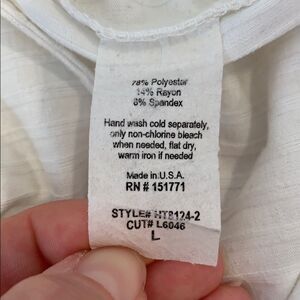 78% Polyester
14% Rayon
8% Spandex
Hand wash cold separately,
only non-chlorine bleach
when needed, flat dry,
warm iron if needed
Made in U.S.A.
RN # 151771
STYLE# HT8124-2
CUT# L6046
L